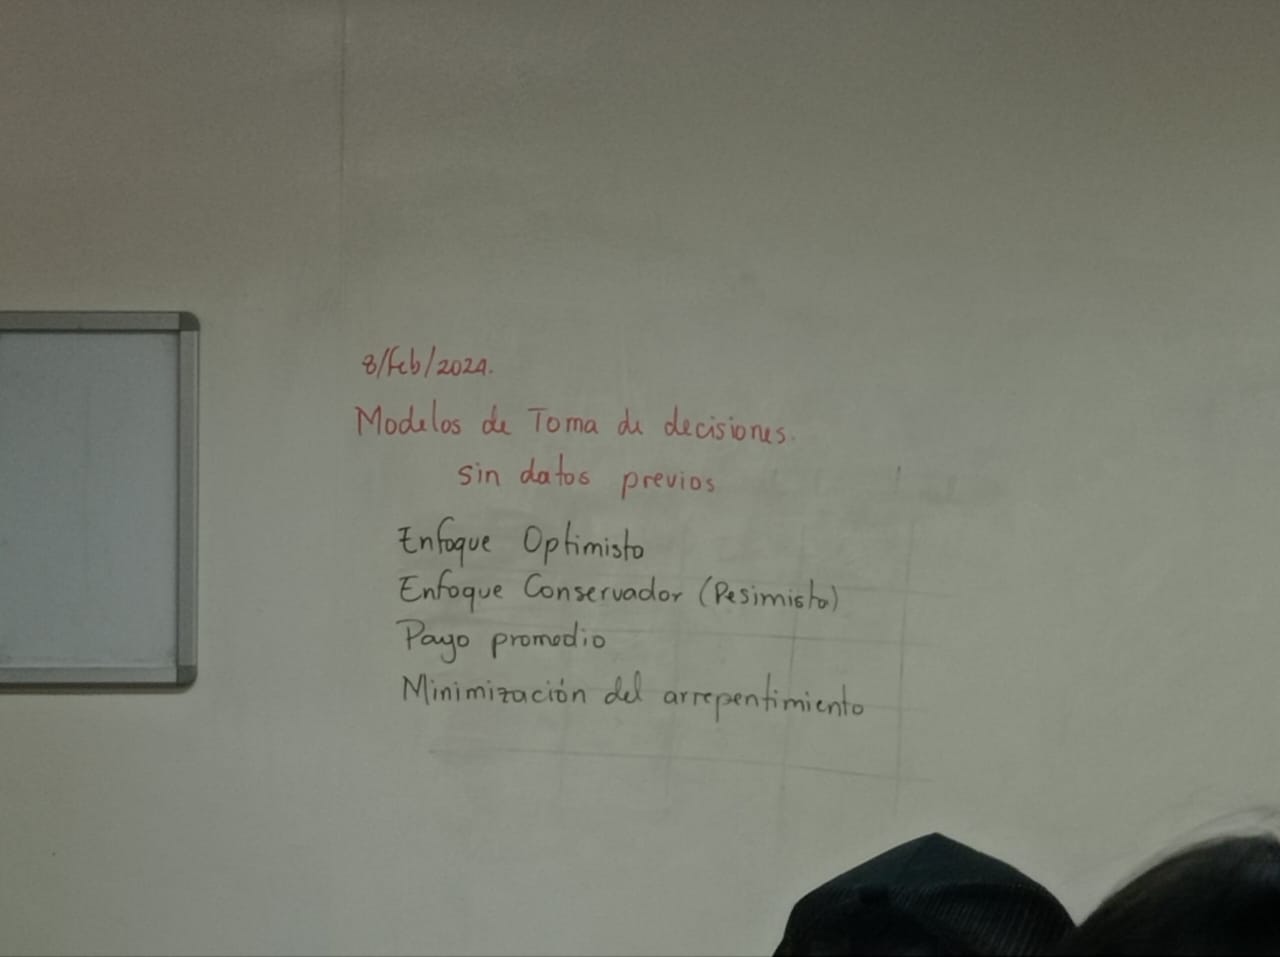 8/feb/2024.
Modelos de Toma de decisiones.
sin datos previos
Enfoque Optimista
Enfoque Conservador (Pesimista)
Pago promedio
Minimización del arrepentimiento